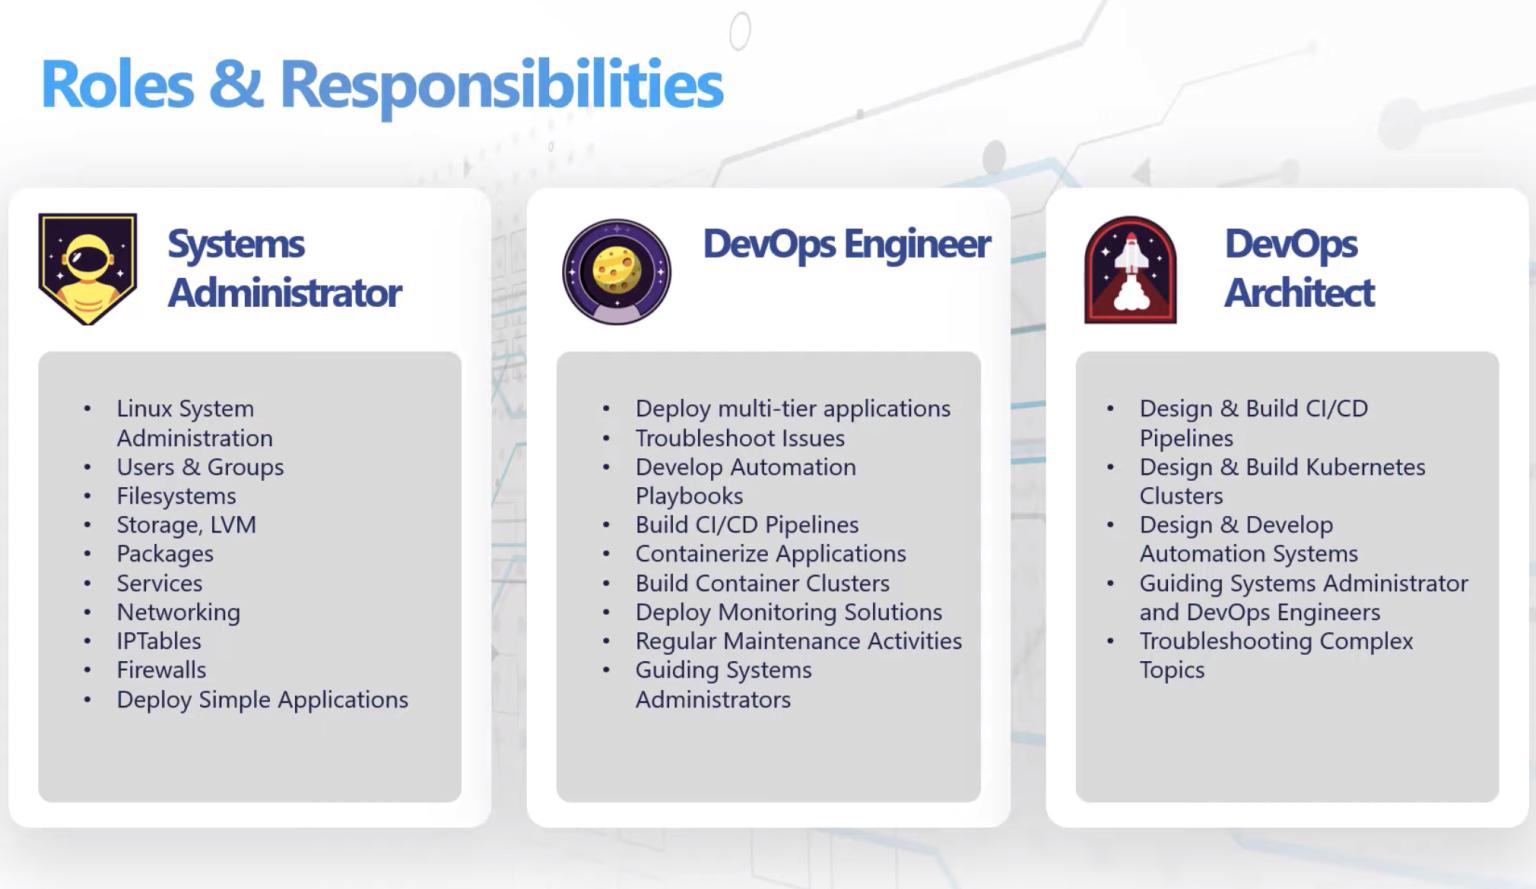 Roles & Responsibilities
Systems
Administrator
• Linux System
Administration
• Users & Groups
• Filesystems
• Storage, LVM
• Packages
• Services
• Networking
• IPTables
• Firewalls
• Deploy Simple Applications
DevOps Engineer
• Deploy multi-tier applications
• Troubleshoot Issues
• Develop Automation
Playbooks
• Build CI/CD Pipelines
• Containerize Applications
• Build Container Clusters
• Deploy Monitoring Solutions
• Regular Maintenance Activities
• Guiding Systems
Administrators
DevOps
Architect
• Design & Build CI/CD
Pipelines
• Design & Build Kubernetes
Clusters
• Design & Develop
Automation Systems
• Guiding Systems Administrator
and DevOps Engineers
• Troubleshooting Complex
Topics